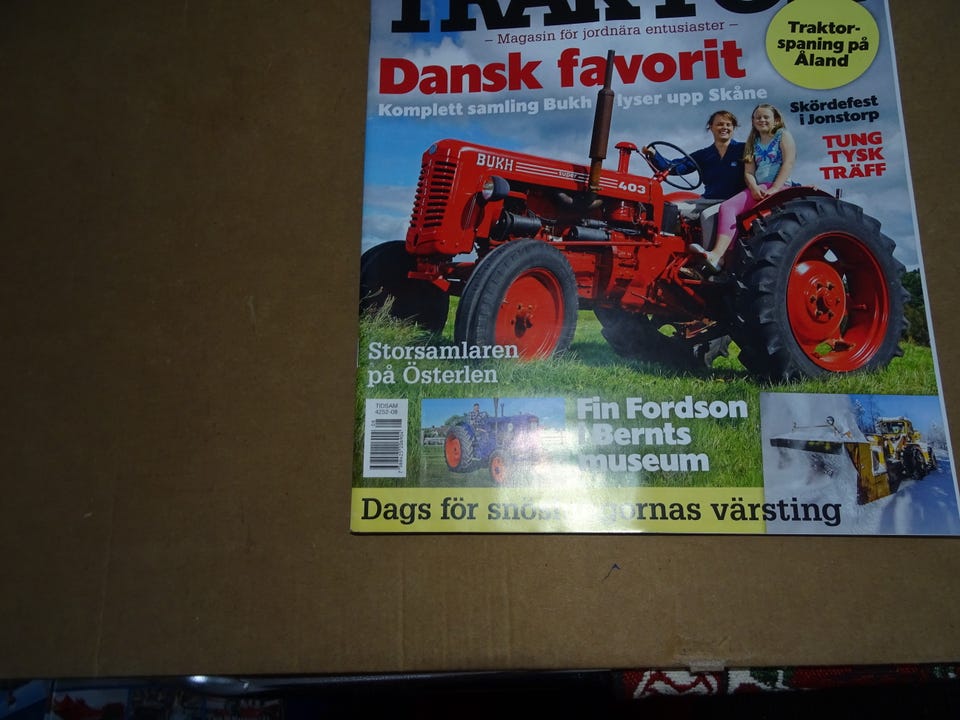 TRAKTOR
– Magasin för jordnära entusiaster –
Traktor-
spaning på
Åland
Dansk favorit
Komplett samling Bukh lyser upp Skåne
Skördefest
i Jonstorp
TUNG
TYSK
TRÄFF
BUKH
403
Storsamlaren
på Österlen
TIDSAM
4252-08
Fin Fordson
i Bernts
museum
Dags för värsting